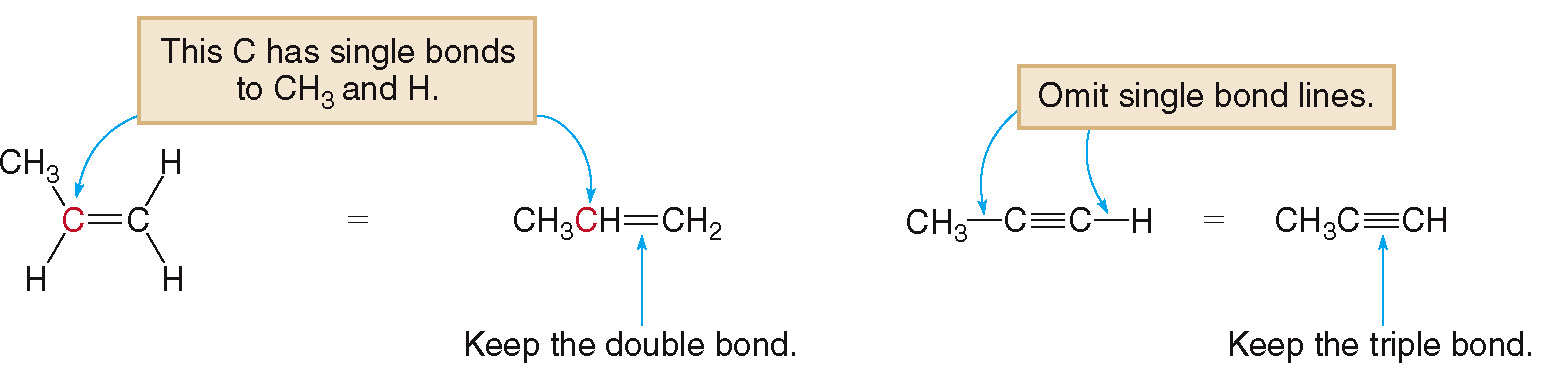 This C has single bonds
to CH₃ and H.
Omit single bond lines.
CH₃ H
C=C
H H
=
CH₃CH=CH₂
CH₃—C≡C—H = CH₃C≡CH
Keep the double bond.
Keep the triple bond.